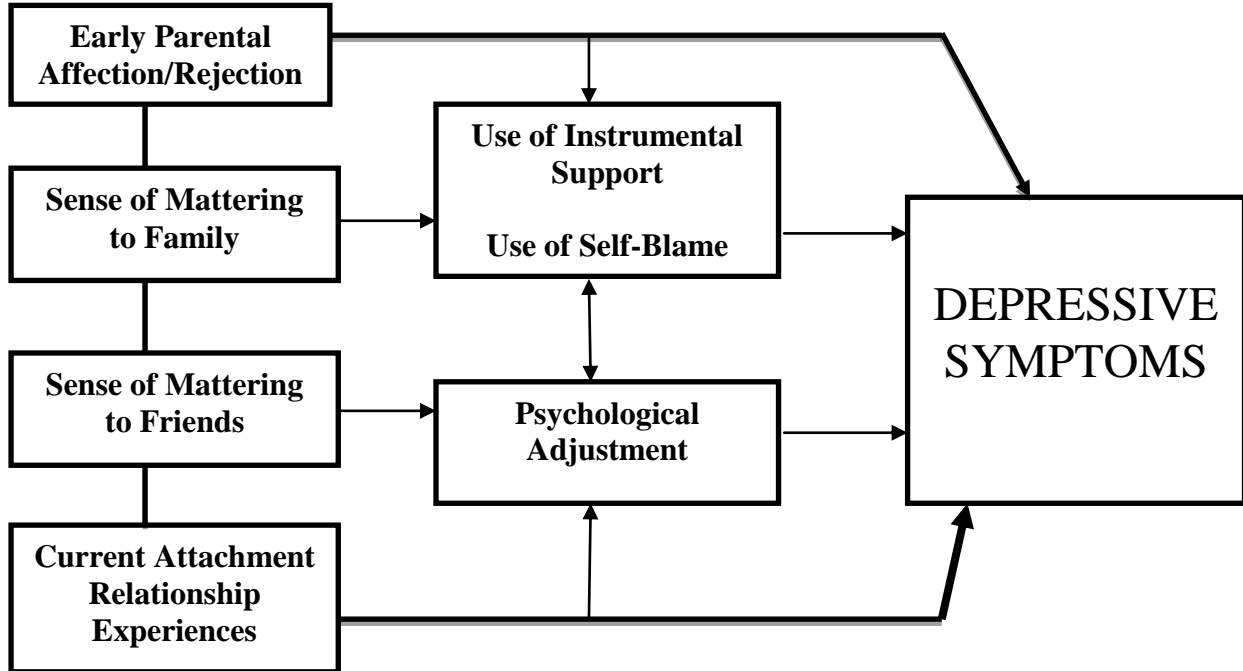 Early Parental
Affection/Rejection
Sense of Mattering
to Family
Sense of Mattering
to Friends
Current Attachment
Relationship
Experiences
Use of Instrumental
Support
Use of Self-Blame
Psychological
Adjustment
DEPRESSIVE
SYMPTOMS